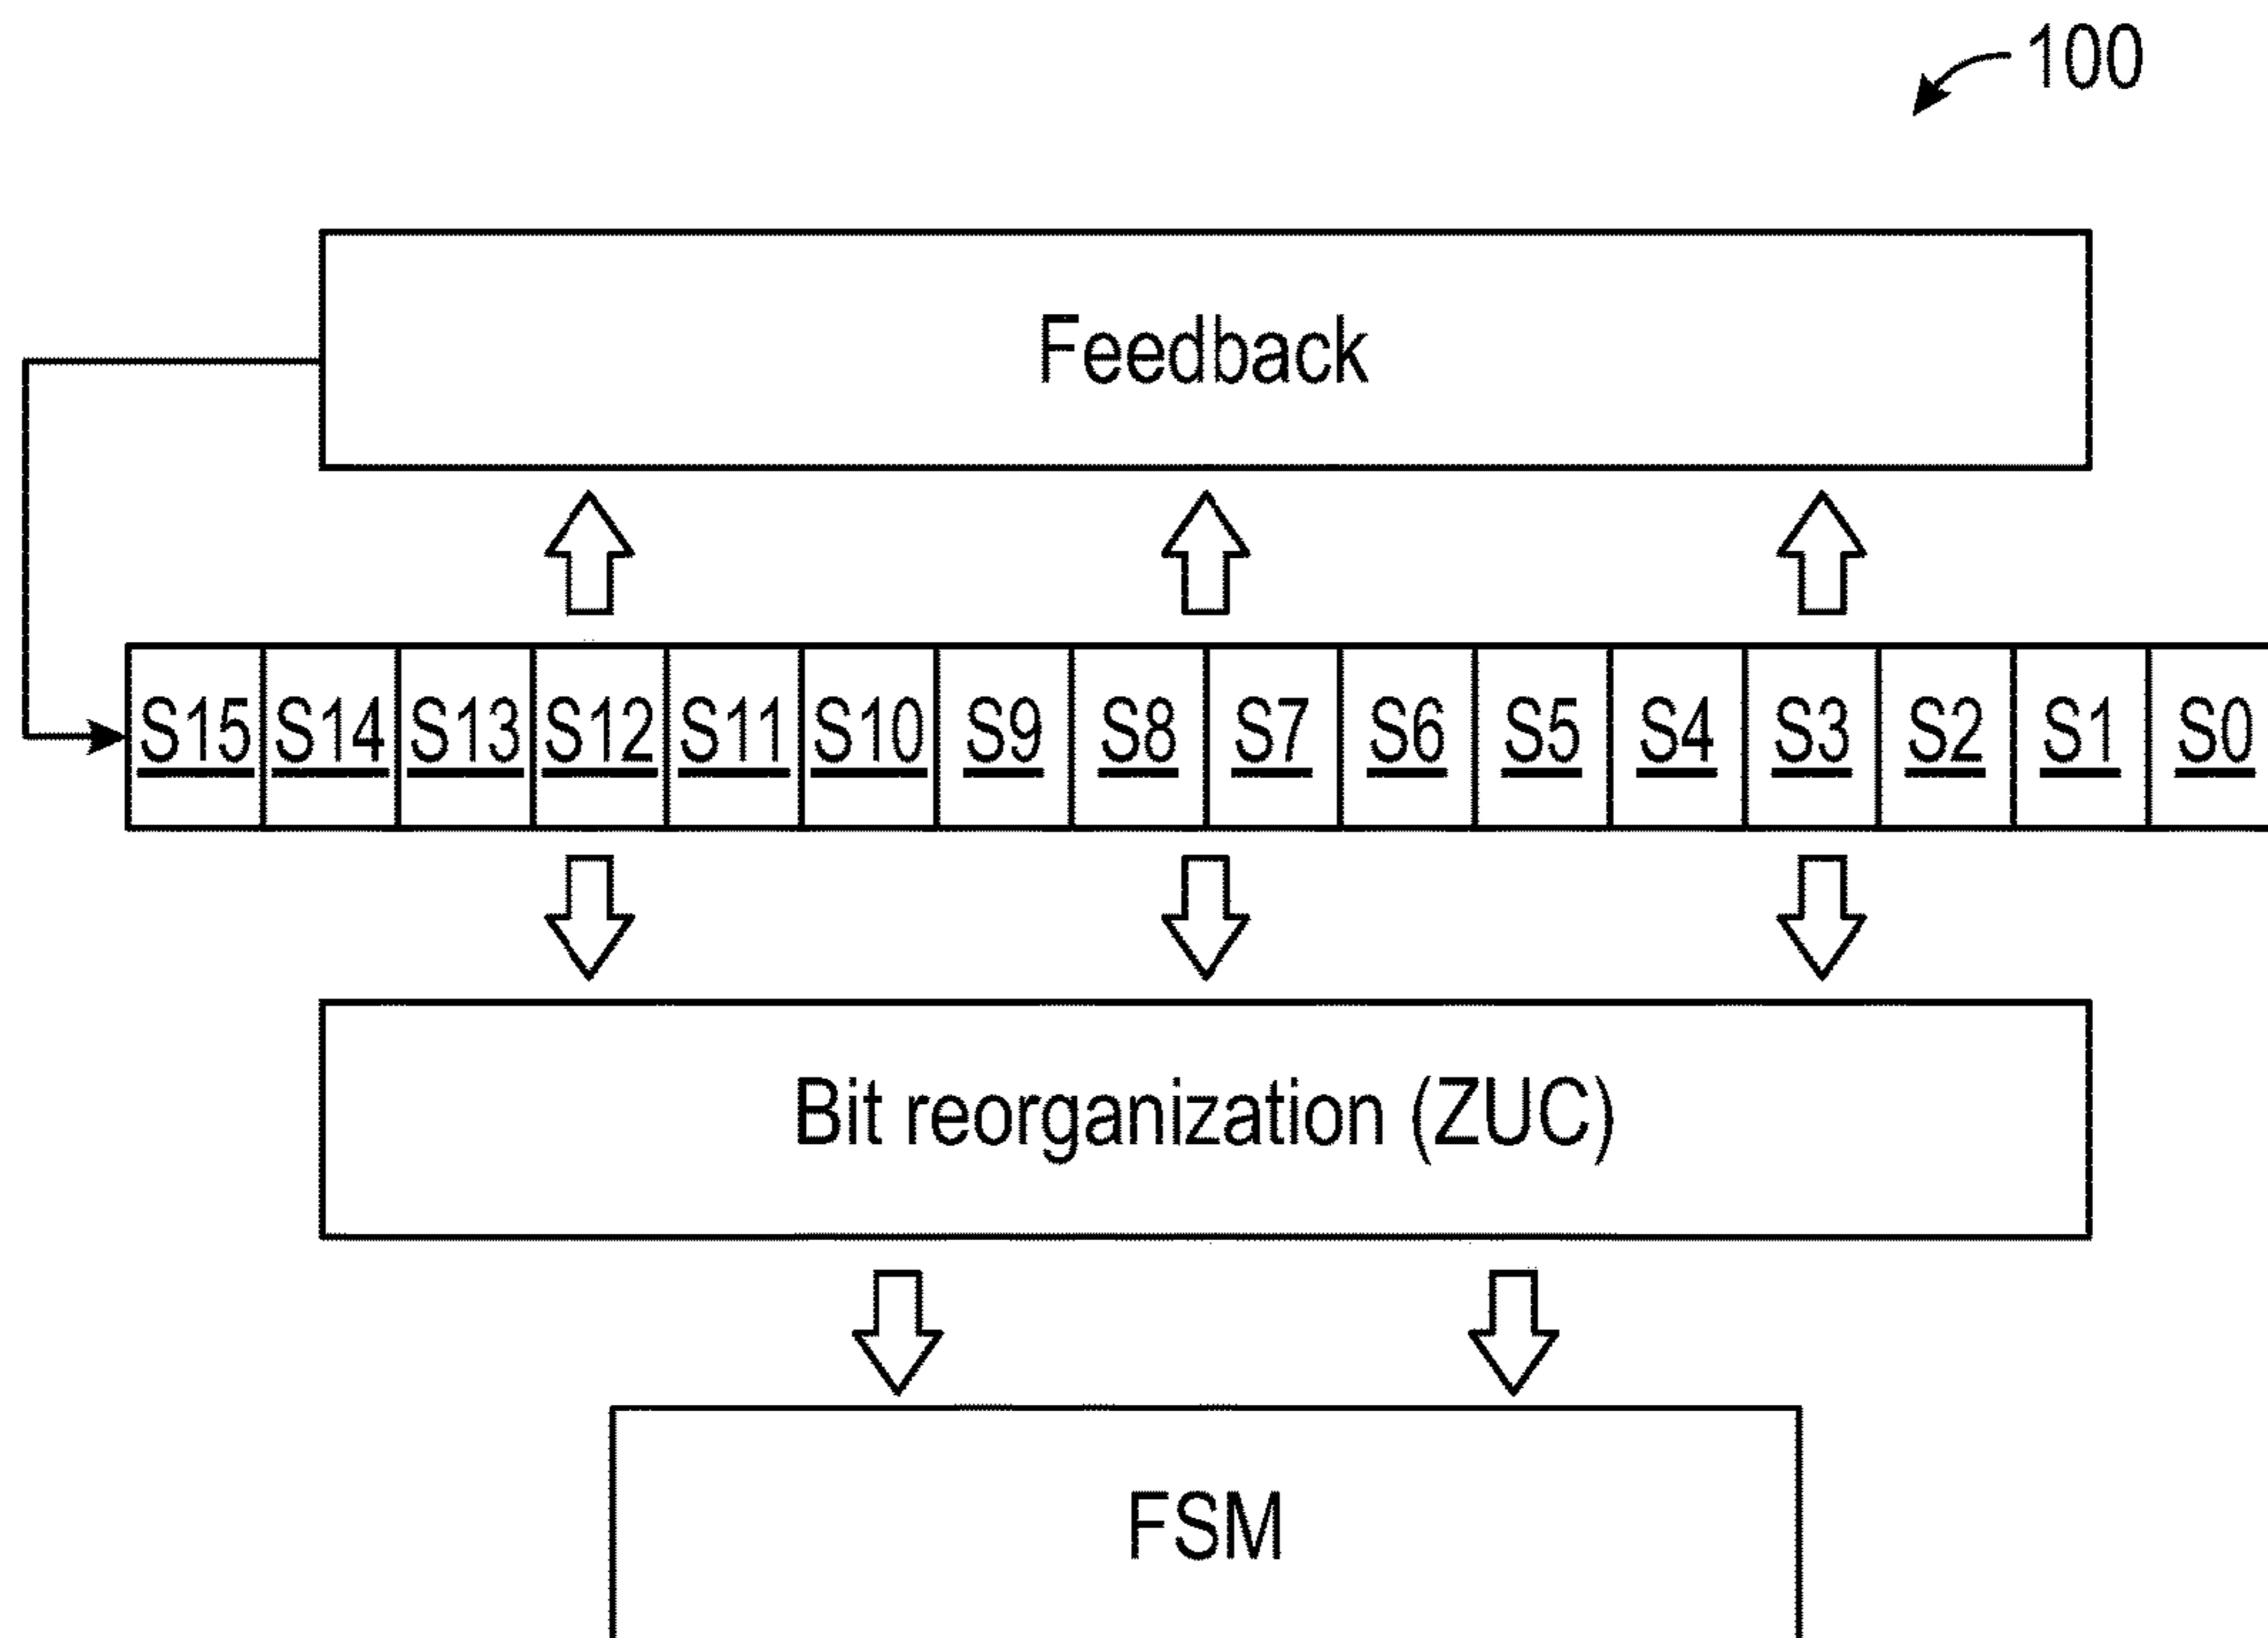 100
Feedback
S15 S14 S13 S12 S11 S10 S9 S8 S7 S6 S5 S4 S3 S2 S1 S0
Bit reorganization (ZUC)
FSM